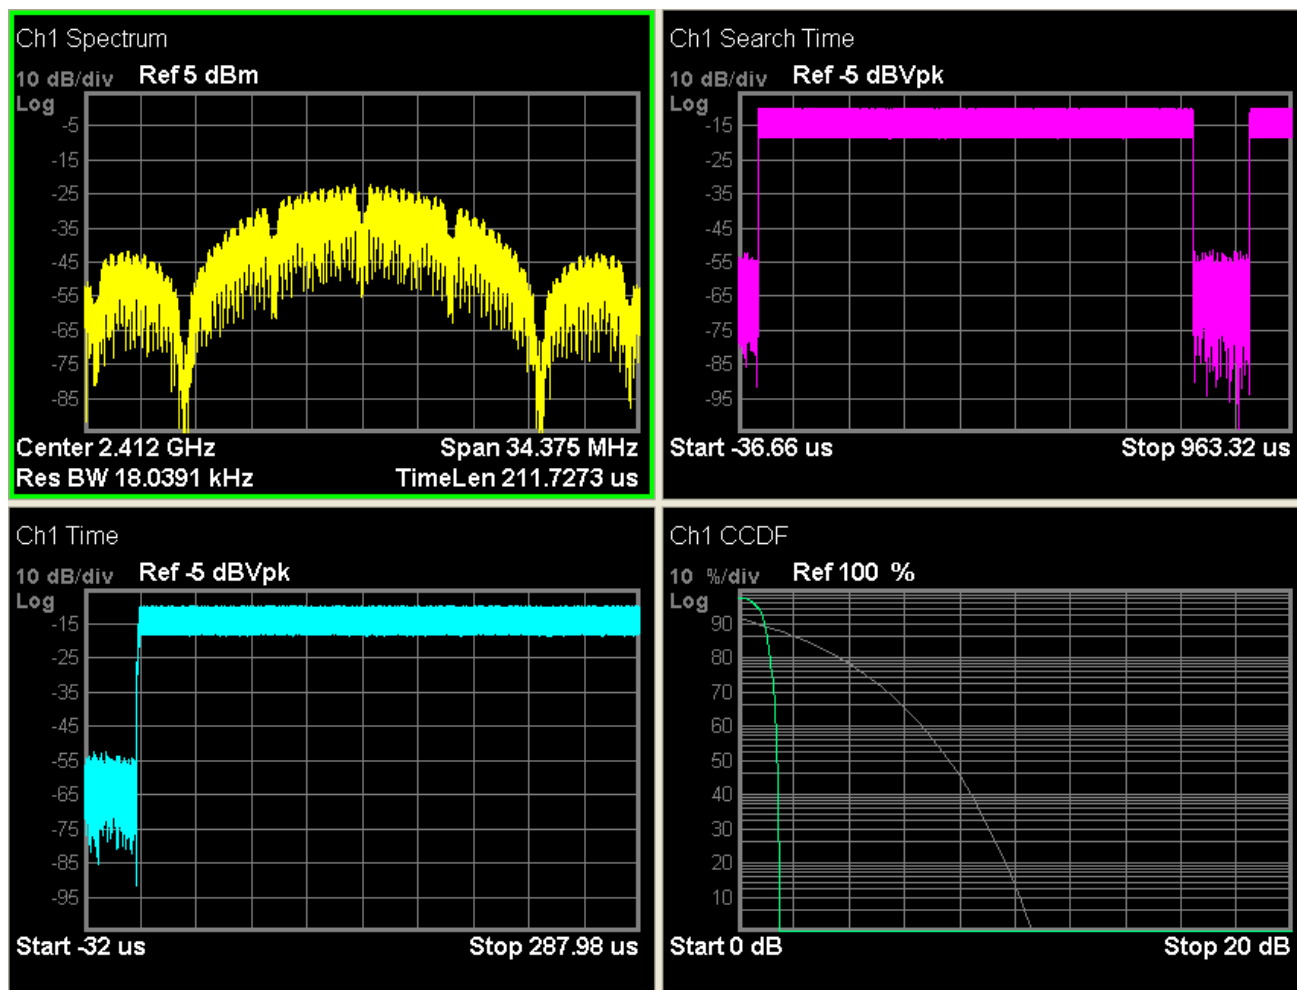 Ch1 Spectrum
10 dB/div Ref 5 dBm
Log
-5
-15
-25
-35
-45
-55
-65
-75
-85
Center 2.412 GHz Span 34.375 MHz
Res BW 18.0391 kHz TimeLen 211.7273 us
Ch1 Search Time
10 dB/div Ref -5 dBVpk
Log
-15
-25
-35
-45
-55
-65
-75
-85
-95
Start -36.66 us Stop 963.32 us
Ch1 Time
10 dB/div Ref -5 dBVpk
Log
-15
-25
-35
-45
-55
-65
-75
-85
-95
Start -32 us Stop 287.98 us
Ch1 CCDF
10 %/div Ref 100 %
Log
90
80
70
60
50
40
30
20
10
Start 0 dB Stop 20 dB